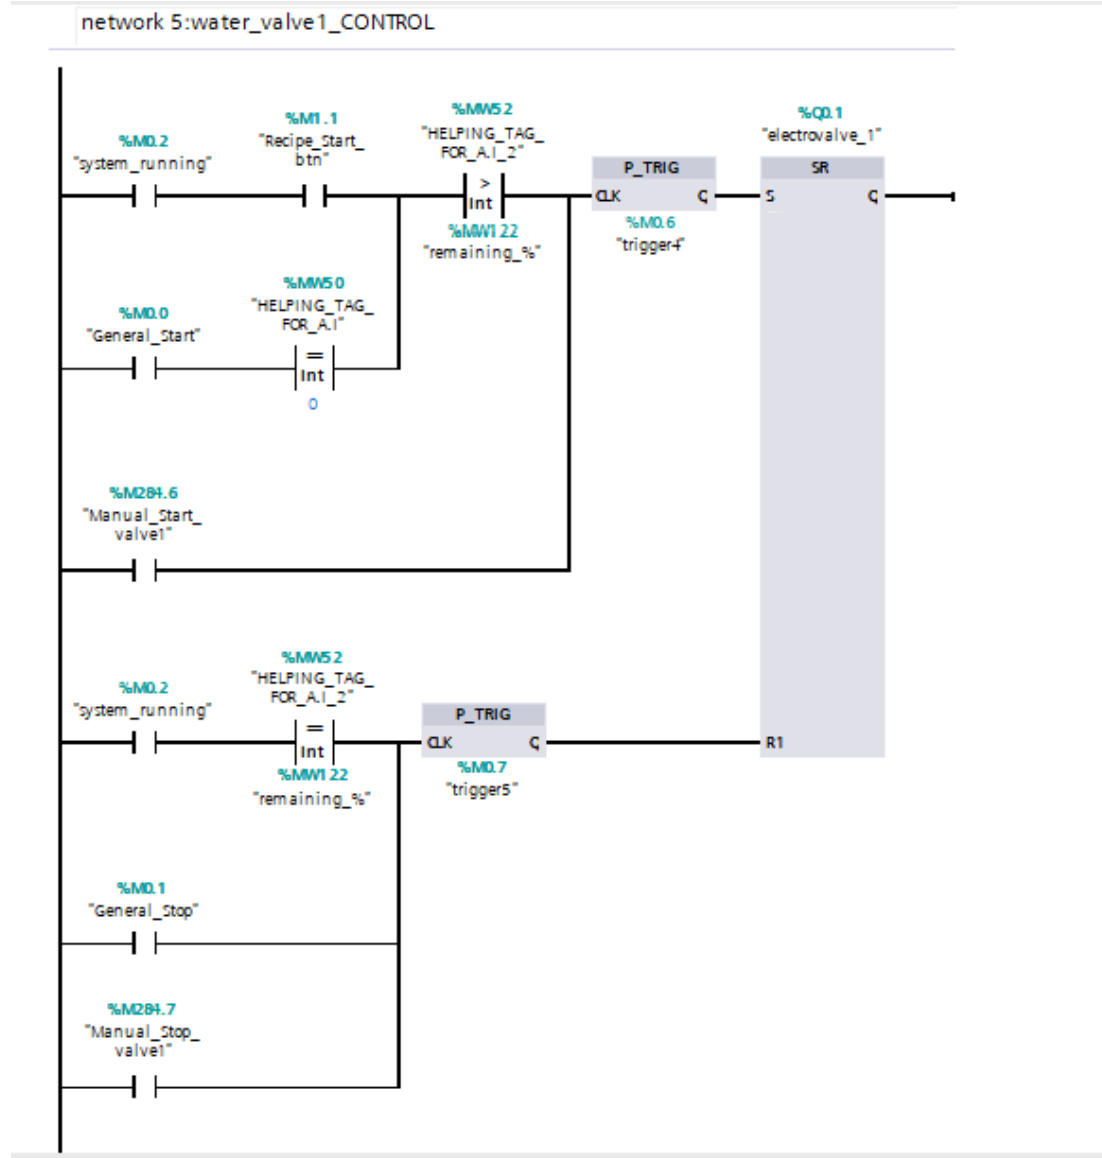 network 5:water_valve1_CONTROL
%M0.2
"system_running"
%M1.1
"Recipe_Start_
btn"
%MW52
"HELPING_TAG_
FOR_A.I_2"
>
Int
%MW122
"remaining_%"
P_TRIG
CLK Q
%M0.6
"trigger4"
%Q0.1
"electrovalve_1"
SR
S Q
%M0.0
"General_Start"
%MW50
"HELPING_TAG_
FOR_A.I"
=
Int
0
%M284.6
"Manual_Start_
valve1"
%M0.2
"system_running"
%MW52
"HELPING_TAG_
FOR_A.I_2"
=
Int
%MW122
"remaining_%"
P_TRIG
CLK Q
%M0.7
"trigger5"
R1
%M0.1
"General_Stop"
%M284.7
"Manual_Stop_
valve1"